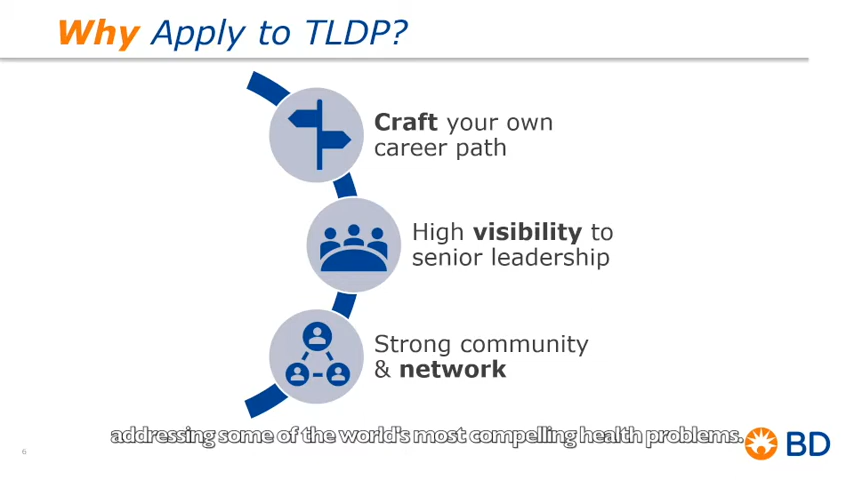 Why Apply to TLDP?
Craft your own
career path
High visibility to
senior leadership
Strong community
& network
addressing some of the world's most compelling health problems.
6
BD